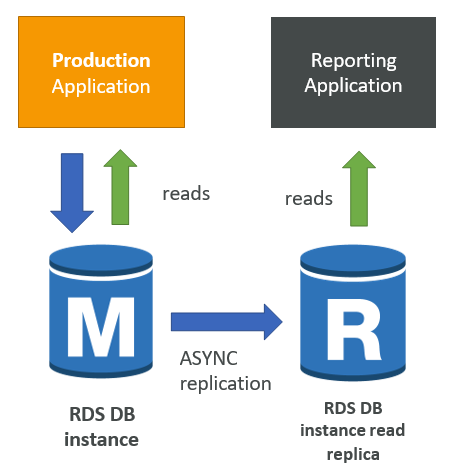 Production
Application
Reporting
Application
reads
reads
M
R
ASYNC
replication
RDS DB
instance
RDS DB
instance read
replica